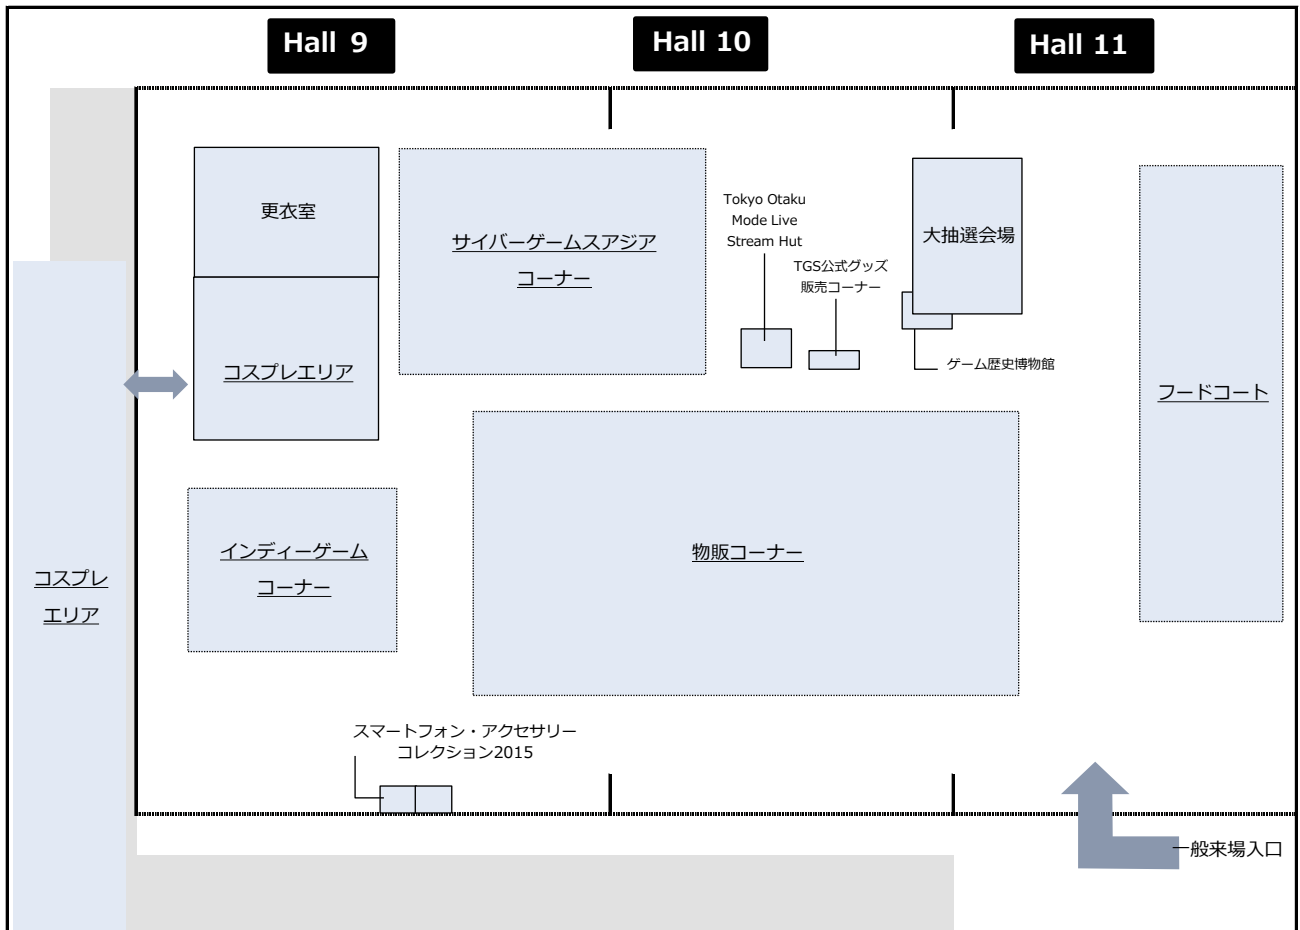 Hall 9
Hall 10
Hall 11
更衣室
サイバーゲームスアジア
コーナー
Tokyo Otaku
Mode Live
Stream Hut
TGS公式グッズ
販売コーナー
大抽選会場
ゲーム歴史博物館
コスプレエリア
フードコート
インディーゲーム
コーナー
物販コーナー
コスプレ
エリア
スマートフォン・アクセサリー
コレクション2015
一般来場入口